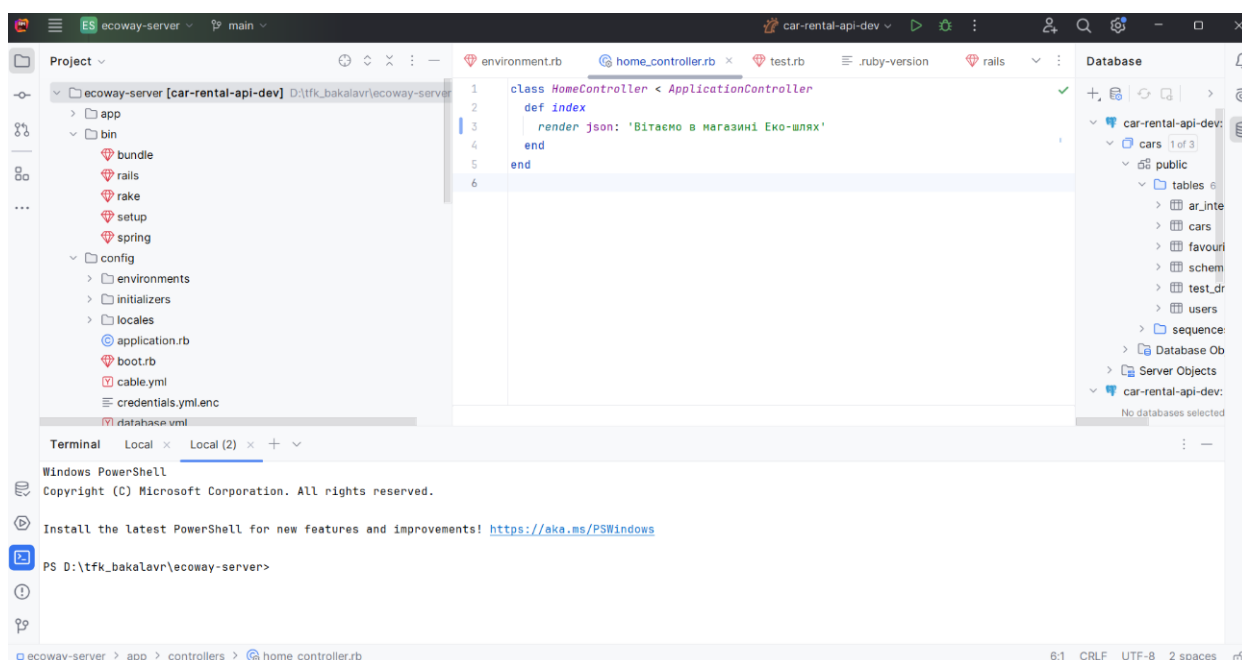 ES ecoway-server main car-rental-api-dev
Project
environment.rb home_controller.rb test.rb .ruby-version rails
Database
ecoway-server [car-rental-api-dev] D:\tfk_bakalavr\ecoway-server
app
bin
bundle
rails
rake
setup
spring
config
environments
initializers
locales
application.rb
boot.rb
cable.yml
credentials.yml.enc
database.yml
1 class HomeController < ApplicationController
2 def index
3 render json: 'Вітаємо в магазині Еко-шлях'
4 end
5 end
6
car-rental-api-dev:
cars 1 of 3
public
tables 6
ar_inte
cars
favouri
schem
test_dr
users
sequence
Database Ob
Server Objects
car-rental-api-dev:
No databases selected
Terminal Local Local (2)
Windows PowerShell
Copyright (C) Microsoft Corporation. All rights reserved.
Install the latest PowerShell for new features and improvements! https://aka.ms/PSWindows
PS D:\tfk_bakalavr\ecoway-server>
ecoway-server > app > controllers > home_controller.rb 6:1 CRLF UTF-8 2 spaces